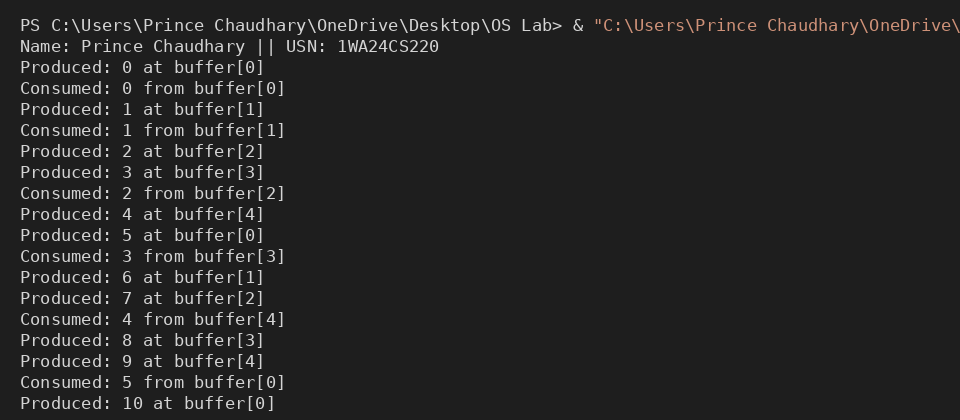 PS C:\Users\Prince Chaudhary\OneDrive\Desktop\OS Lab> & "C:\Users\Prince Chaudhary\OneDrive\
Name: Prince Chaudhary || USN: 1WA24CS220
Produced: 0 at buffer[0]
Consumed: 0 from buffer[0]
Produced: 1 at buffer[1]
Consumed: 1 from buffer[1]
Produced: 2 at buffer[2]
Produced: 3 at buffer[3]
Consumed: 2 from buffer[2]
Produced: 4 at buffer[4]
Produced: 5 at buffer[0]
Consumed: 3 from buffer[3]
Produced: 6 at buffer[1]
Produced: 7 at buffer[2]
Consumed: 4 from buffer[4]
Produced: 8 at buffer[3]
Produced: 9 at buffer[4]
Consumed: 5 from buffer[0]
Produced: 10 at buffer[0]